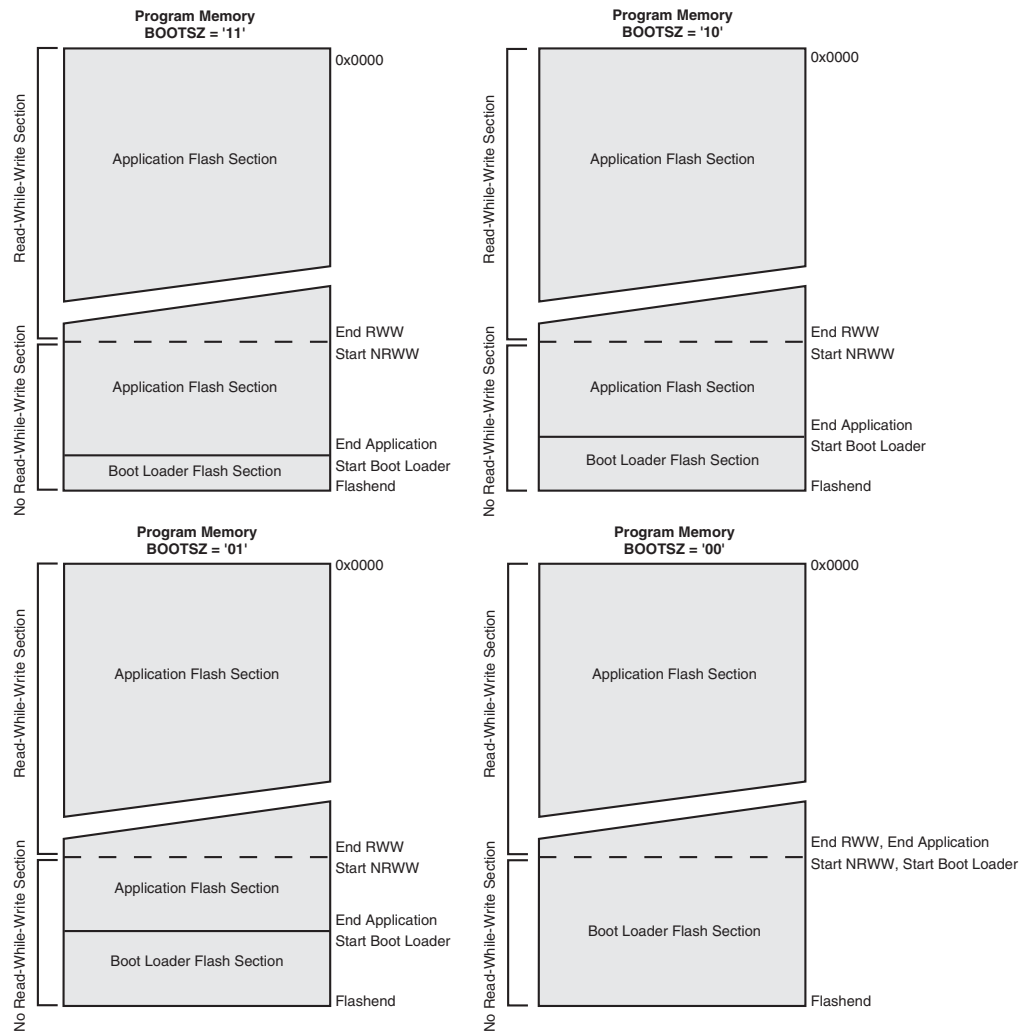 Program Memory
BOOTSZ = '11'
0x0000
Read-While-Write Section
Application Flash Section
End RWW
Start NRWW
No Read-While-Write Section
Application Flash Section
End Application
Start Boot Loader
Boot Loader Flash Section
Flashend
Program Memory
BOOTSZ = '10'
0x0000
Read-While-Write Section
Application Flash Section
End RWW
Start NRWW
No Read-While-Write Section
Application Flash Section
End Application
Start Boot Loader
Boot Loader Flash Section
Flashend
Program Memory
BOOTSZ = '01'
0x0000
Read-While-Write Section
Application Flash Section
End RWW
Start NRWW
No Read-While-Write Section
Application Flash Section
End Application
Start Boot Loader
Boot Loader Flash Section
Flashend
Program Memory
BOOTSZ = '00'
0x0000
Read-While-Write Section
Application Flash Section
End RWW, End Application
Start NRWW, Start Boot Loader
No Read-While-Write Section
Boot Loader Flash Section
Flashend